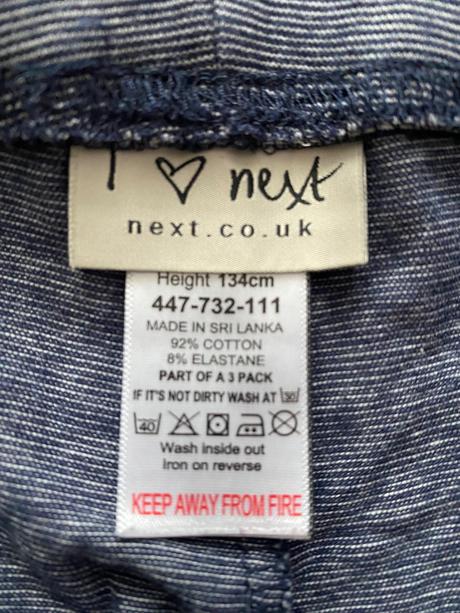 I ♡ next
next.co.uk
Height 134cm
447-732-111
MADE IN SRI LANKA
92% COTTON
8% ELASTANE
PART OF A 3 PACK
IF IT'S NOT DIRTY WASH AT 30
40
Wash inside out
Iron on reverse
KEEP AWAY FROM FIRE